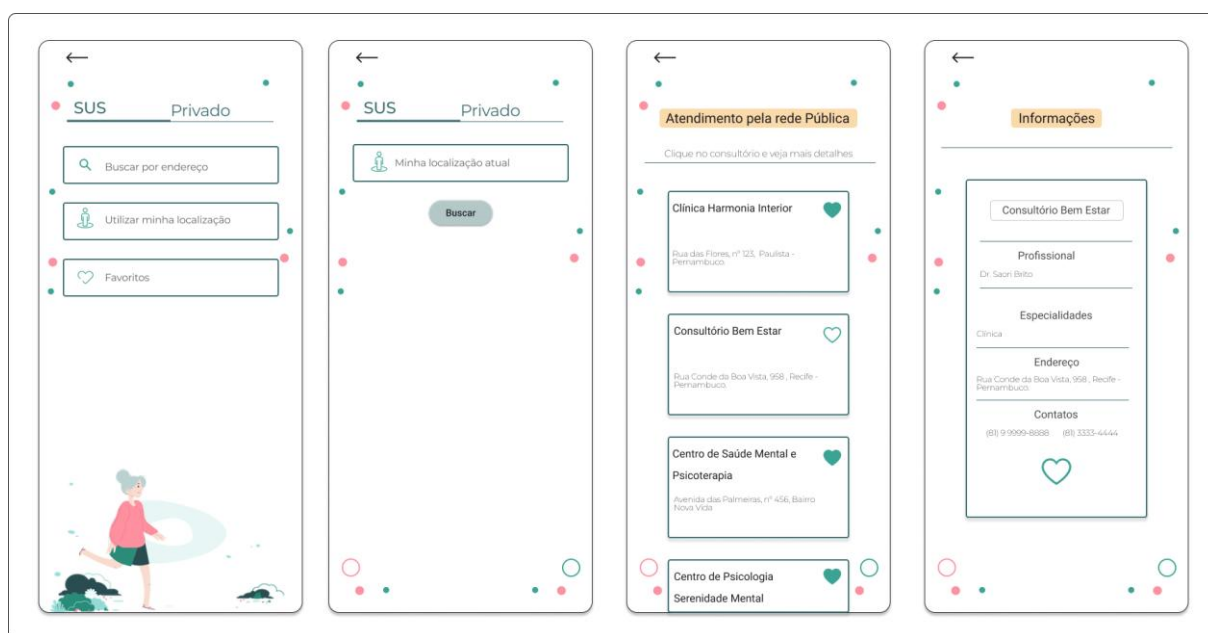 SUS
Privado
Buscar por endereço
Utilizar minha localização
Favoritos
SUS
Privado
Minha localização atual
Buscar
Atendimento pela rede Pública
Clique no consultório e veja mais detalhes
Clínica Harmonia Interior
Rua das Flores, n° 123, Paulista -
Pernambuco.
Consultório Bem Estar
Rua Conde da Boa Vista, 958 , Recife -
Pernambuco.
Centro de Saúde Mental e
Psicoterapia
Avenida das Palmeiras, n° 456, Bairro
Nova Vida
Centro de Psicologia
Serenidade Mental
Informações
Consultório Bem Estar
Profissional
Dr. Saori Brito
Especialidades
Clínica
Endereço
Rua Conde da Boa Vista, 958 , Recife -
Pernambuco.
Contatos
(81) 9 9999-8888 (81) 3333-4444